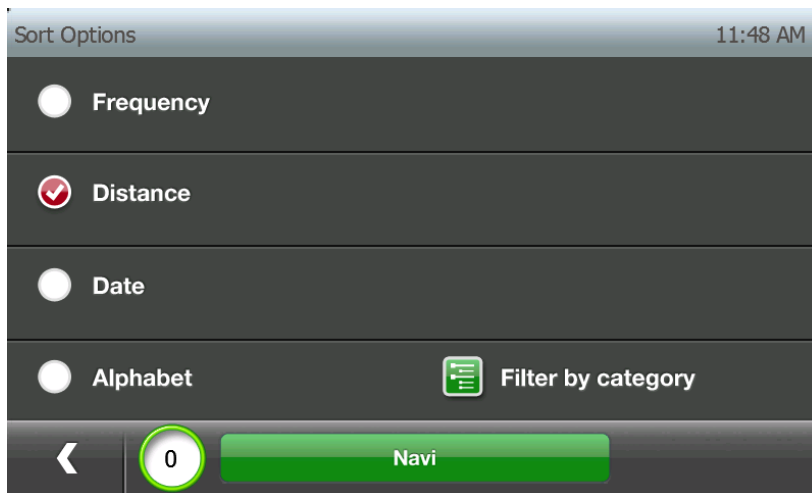 Sort Options 11:48 AM
Frequency
Distance
Date
Alphabet Filter by category
0 Navi